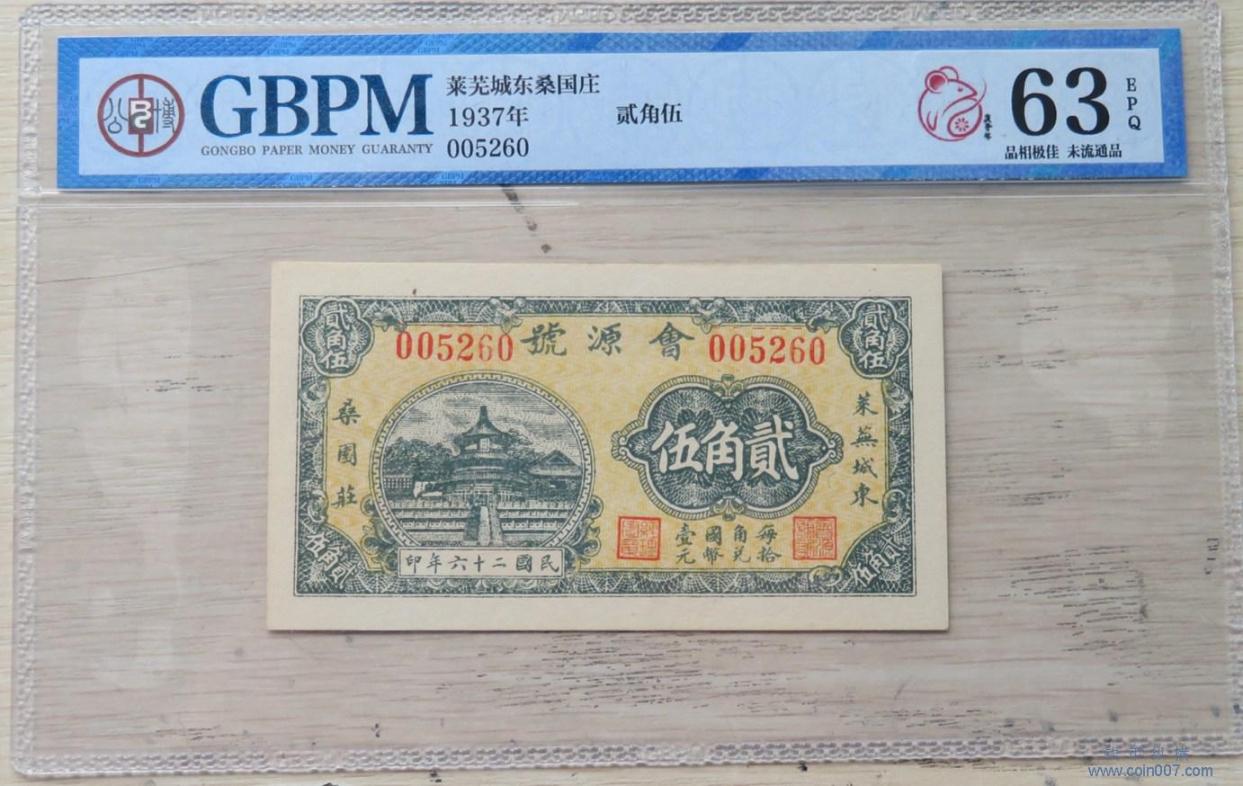 GBPM
GONGBO PAPER MONEY GUARANTY
莱芜城东桑国庄
1937年 贰角伍
005260
63
EPQ
品相极佳 未流通品
貳角伍
貳角伍
005260
會源號
005260
萊蕪城東
桑國莊
貳角伍
每拾角兌國幣壹元
民國二十六年印
貳角伍
貳角伍
www.coin007.com